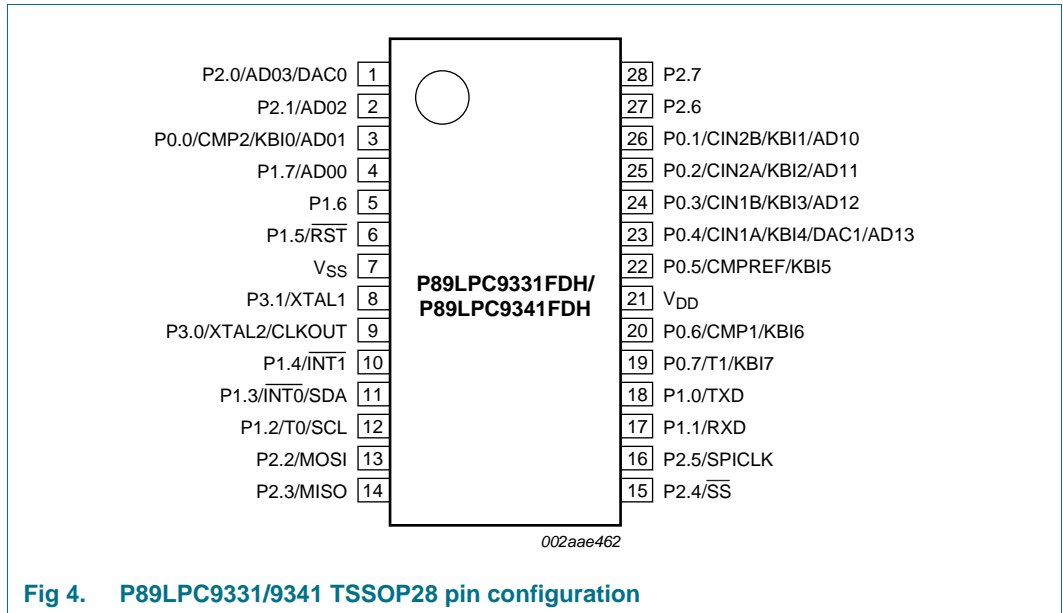 P2.0/AD03/DAC0 1
P2.1/AD02 2
P0.0/CMP2/KBI0/AD01 3
P1.7/AD00 4
P1.6 5
P1.5/RST 6
VSS 7
P3.1/XTAL1 8
P3.0/XTAL2/CLKOUT 9
P1.4/INT1 10
P1.3/INT0/SDA 11
P1.2/T0/SCL 12
P2.2/MOSI 13
P2.3/MISO 14
P89LPC9331FDH/
P89LPC9341FDH
28 P2.7
27 P2.6
26 P0.1/CIN2B/KBI1/AD10
25 P0.2/CIN2A/KBI2/AD11
24 P0.3/CIN1B/KBI3/AD12
23 P0.4/CIN1A/KBI4/DAC1/AD13
22 P0.5/CMPREF/KBI5
21 VDD
20 P0.6/CMP1/KBI6
19 P0.7/T1/KBI7
18 P1.0/TXD
17 P1.1/RXD
16 P2.5/SPICLK
15 P2.4/SS
002aae462
Fig 4. P89LPC9331/9341 TSSOP28 pin configuration